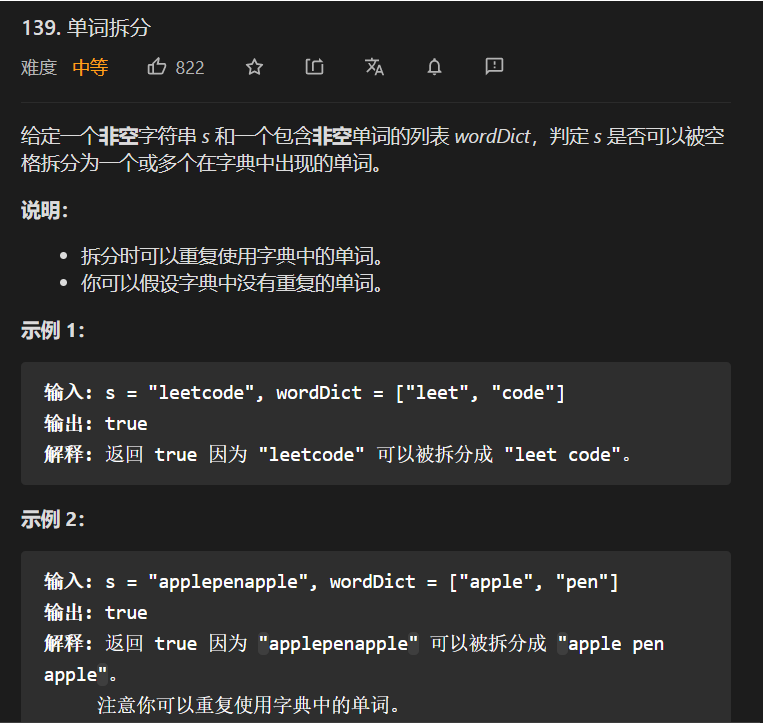 139. 单词拆分
难度 中等 822
给定一个非空字符串 s 和一个包含非空单词的列表 wordDict，判定 s 是否可以被空
格拆分为一个或多个在字典中出现的单词。
说明：
• 拆分时可以重复使用字典中的单词。
• 你可以假设字典中没有重复的单词。
示例 1：
输入: s = "leetcode", wordDict = ["leet", "code"]
输出: true
解释: 返回 true 因为 "leetcode" 可以被拆分成 "leet code"。
示例 2：
输入: s = "applepenapple", wordDict = ["apple", "pen"]
输出: true
解释: 返回 true 因为 "applepenapple" 可以被拆分成 "apple pen
apple"。
注意你可以重复使用字典中的单词。